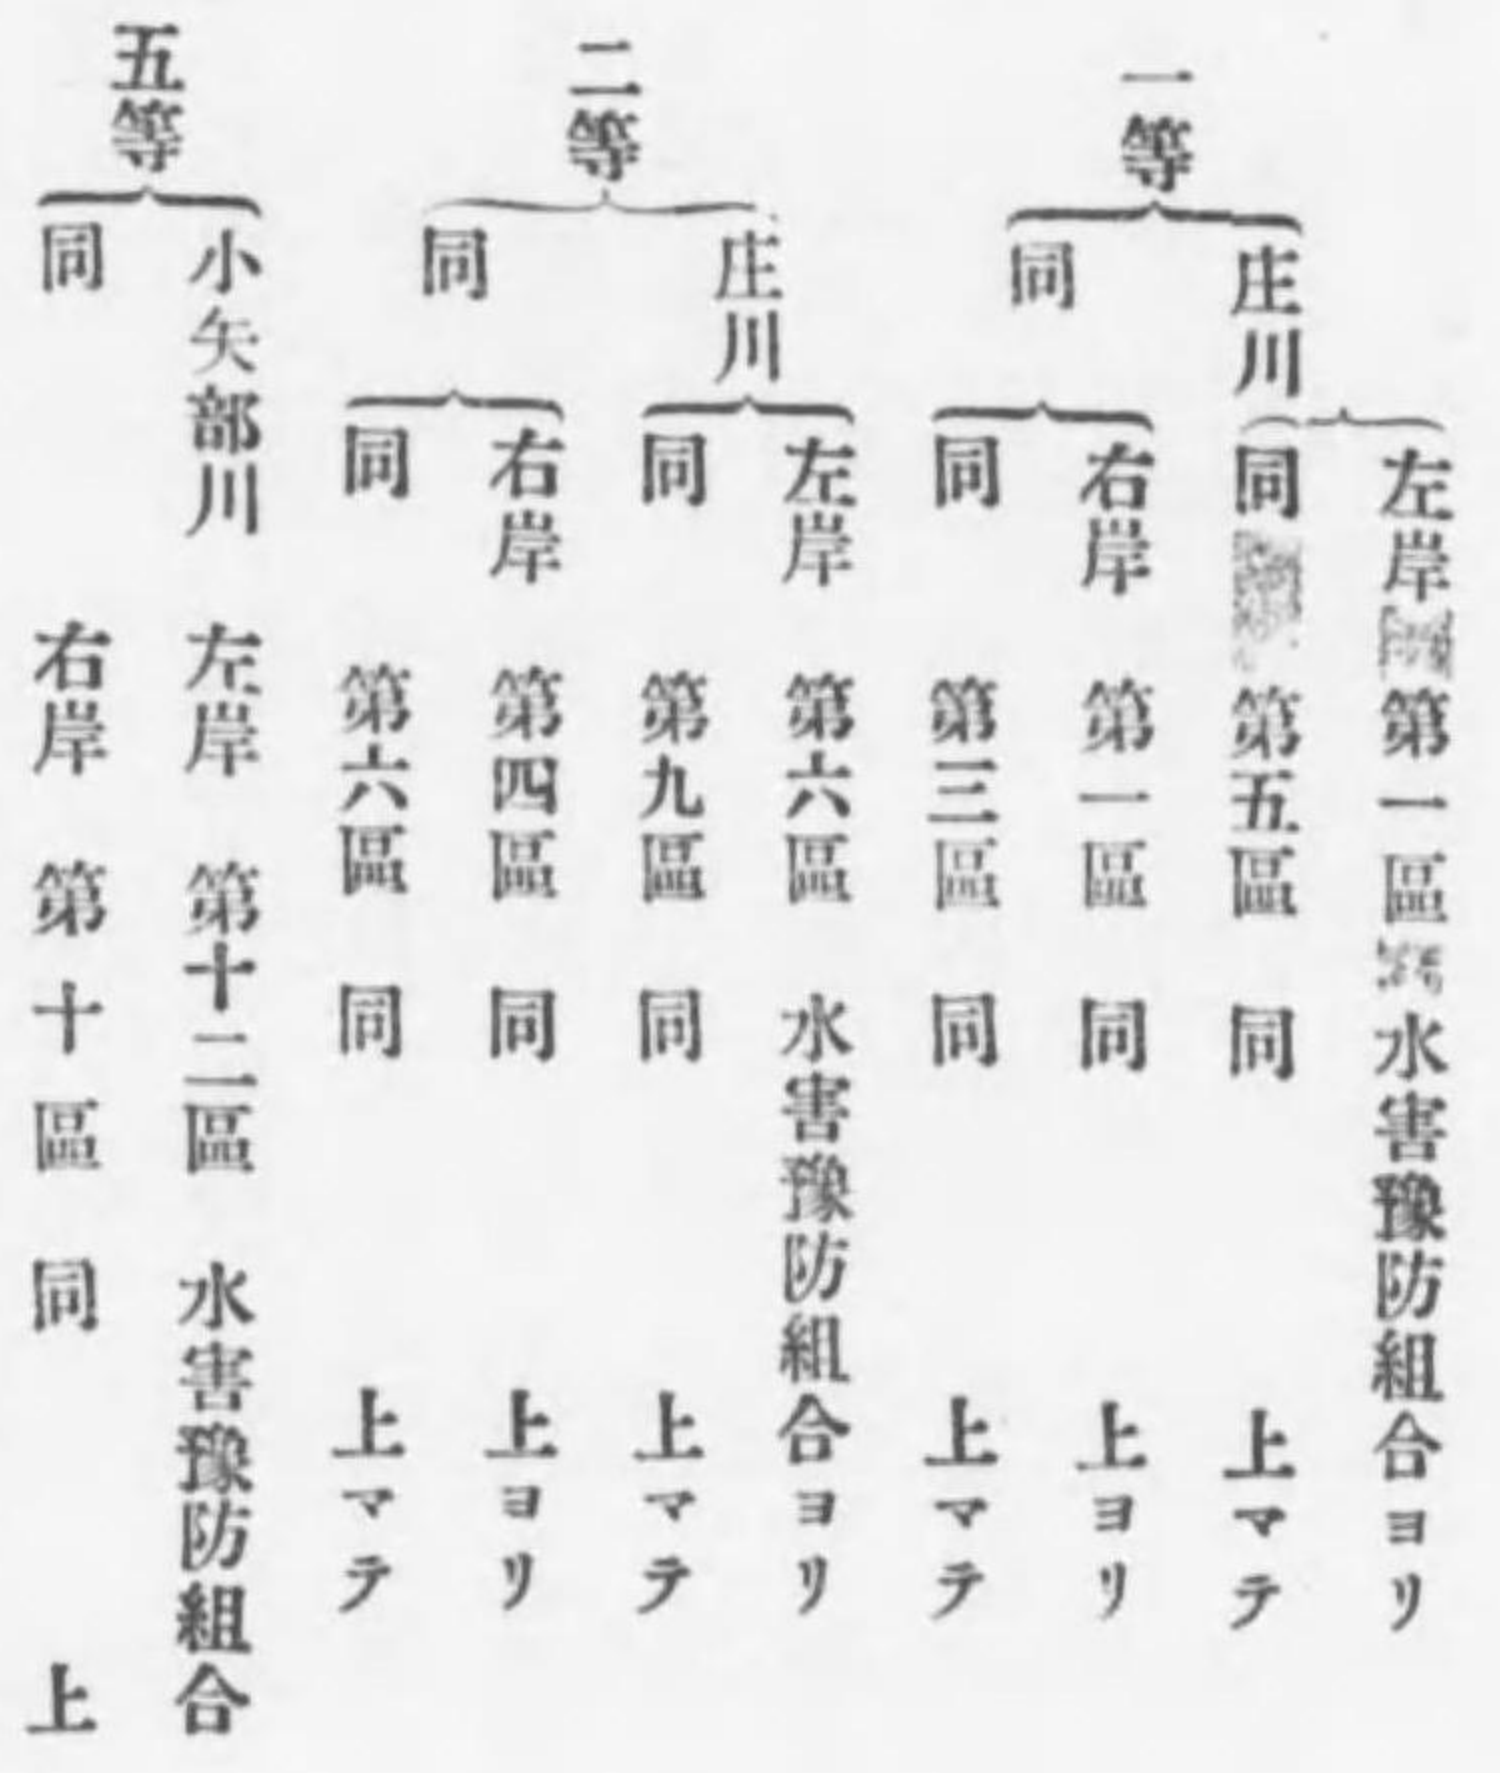 一等
庄川
左岸 第一區 水害豫防組合ヨリ
同 第五區 同 上マテ
同
右岸 第一區 同 上ヨリ
同 第三區 同 上マテ
二等
庄川
左岸 第六區 水害豫防組合ヨリ
同 第九區 同 上マテ
同
右岸 第四區 同 上ヨリ
同 第六區 同 上マテ
五等
小矢部川 左岸 第十二區 水害豫防組合
同 右岸 第十區 同 上